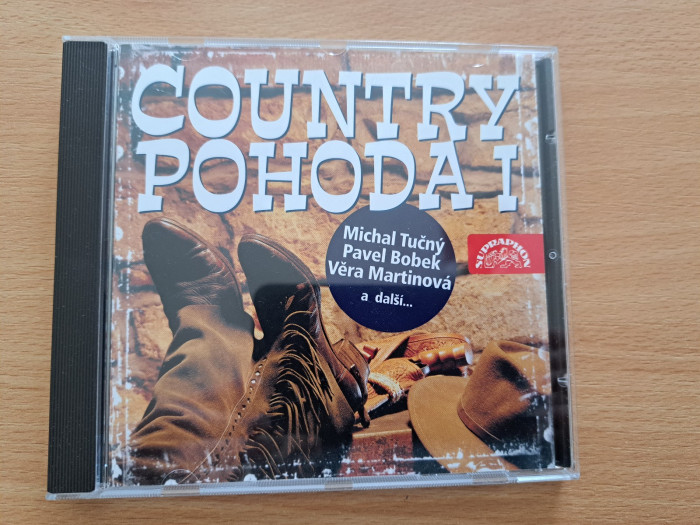 COUNTRY
POHODA I
Michal Tučný
Pavel Bobek
Věra Martinová
a další...
SUPRAPHON